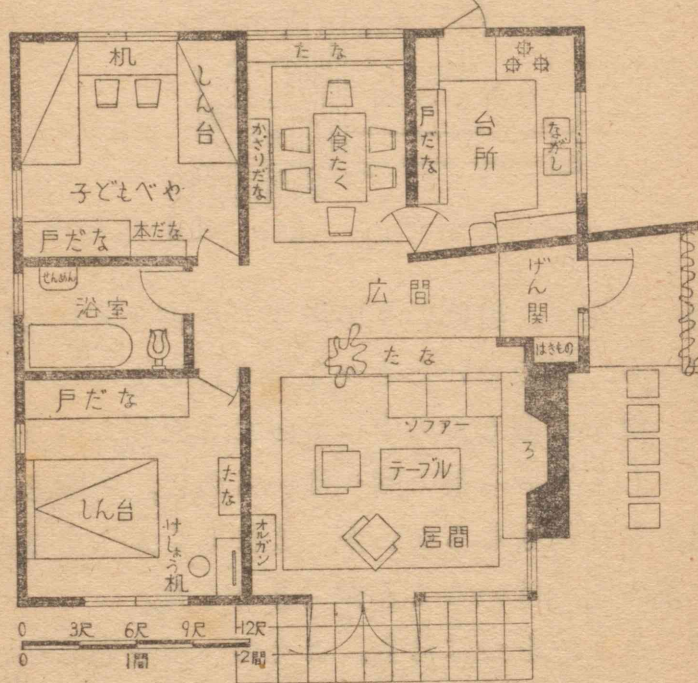 机
しん台
子どもべや
戸だな
本だな
たな
かざりだな
食たく
戸だな
台所
ながし
せんめん
浴室
広間
げん関
はきもの
たな
戸だな
しん台
たな
けしょう机
ソファー
テーブル
ろ
オルガン
居間
0 3尺 6尺 9尺 12尺
0 1間 2間